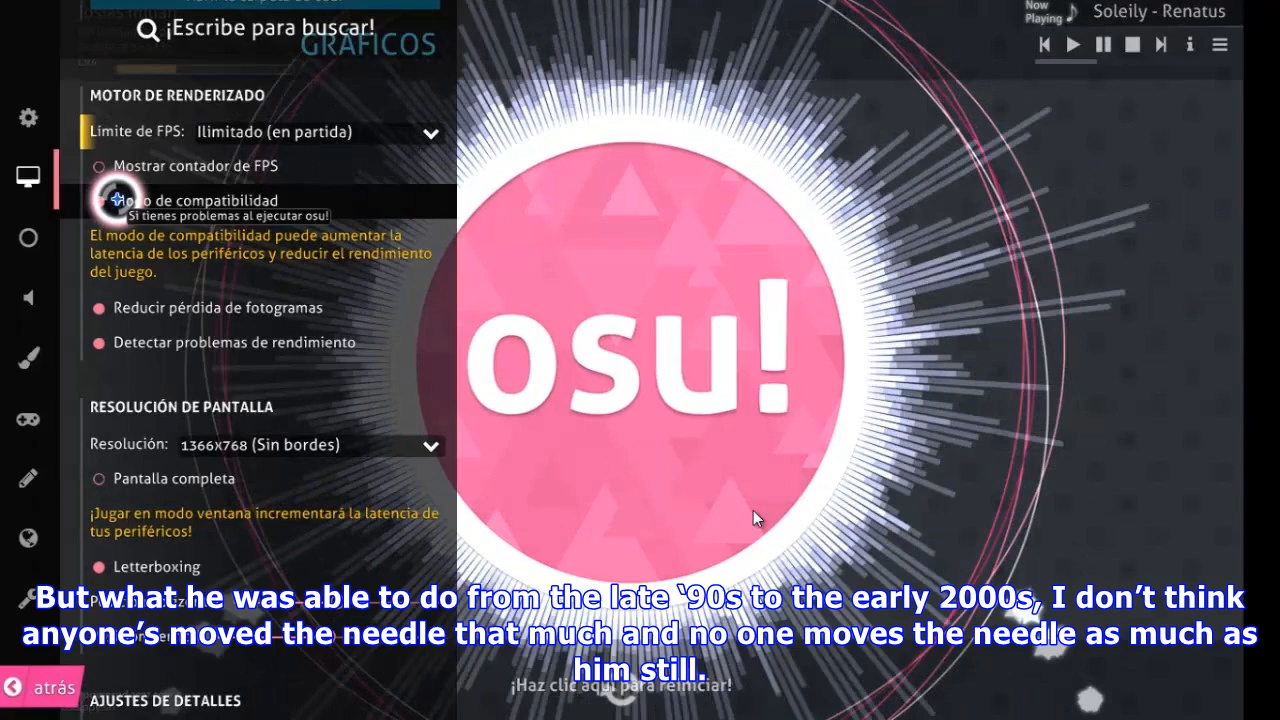 Now
Playing
Soleily - Renatus
¡Escribe para buscar!
GRÁFICOS
MOTOR DE RENDERIZADO
Límite de FPS: Ilimitado (en partida)
Mostrar contador de FPS
de compatibilidad
Si tienes problemas al ejecutar osu!
El modo de compatibilidad puede aumentar la
latencia de los periféricos y reducir el rendimiento
del juego.
Reducir pérdida de fotogramas
Detectar problemas de rendimiento
osu!
RESOLUCIÓN DE PANTALLA
Resolución: 1366x768 (Sin bordes)
Pantalla completa
¡Jugar en modo ventana incrementará la latencia de
tus periféricos!
Letterboxing
But what he was able to do from the late ‘90s to the early 2000s, I don’t think
anyone’s moved the needle that much and no one moves the needle as much as
him still.
atrás
¡Haz clic aquí para reiniciar!
AJUSTES DE DETALLES